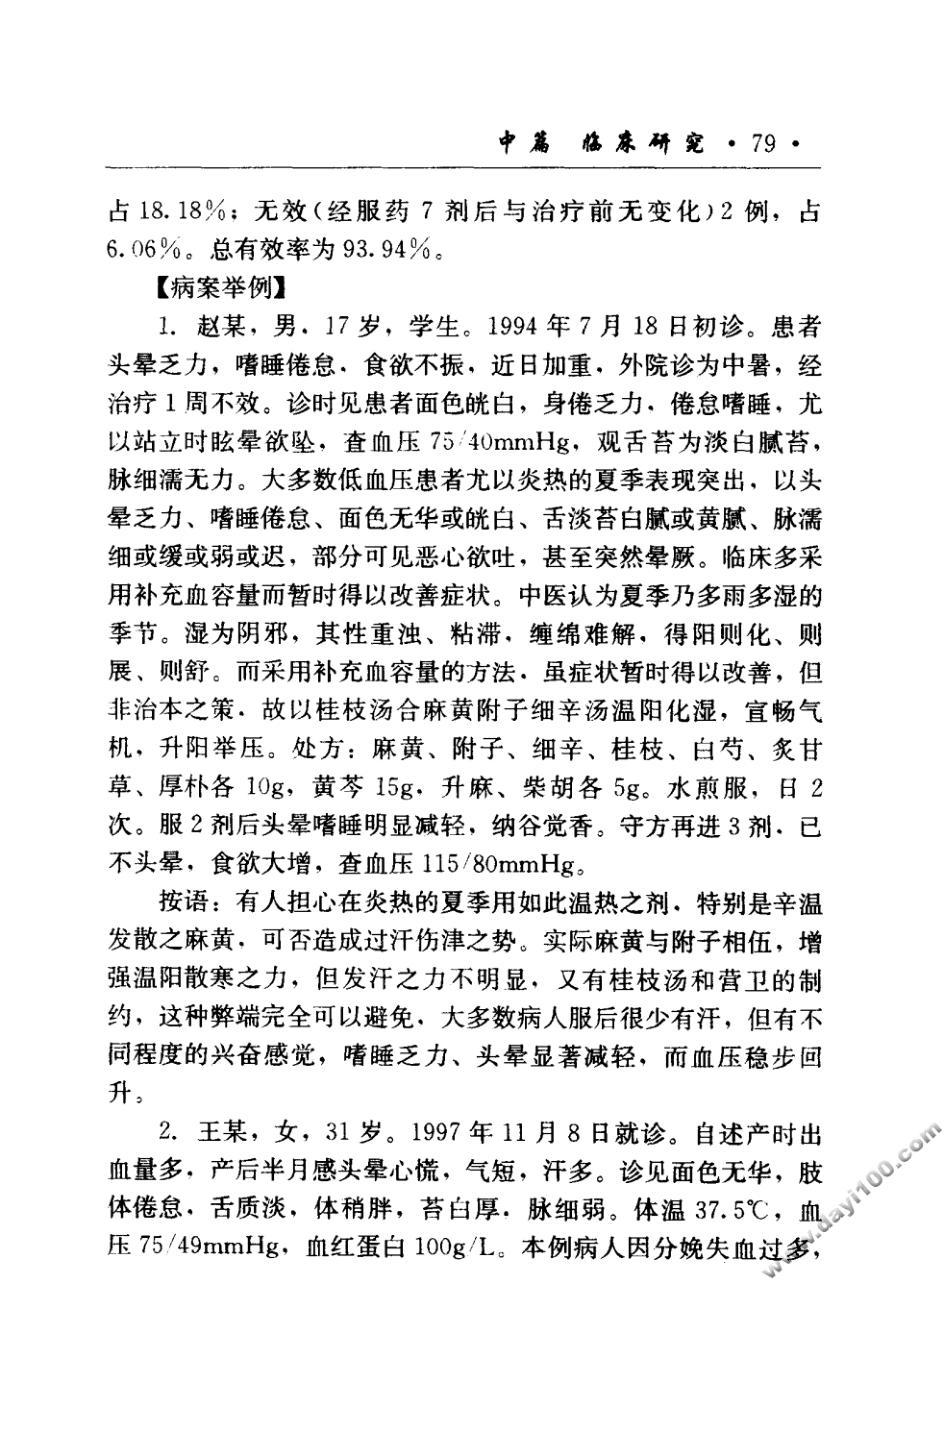 中篇 临床研究 · 79 ·
占 18.18%；无效(经服药 7 剂后与治疗前无变化)2 例，占
6.06%。总有效率为 93.94%。
【病案举例】
1. 赵某，男，17 岁，学生。1994 年 7 月 18 日初诊。患者
头晕乏力，嗜睡倦怠，食欲不振，近日加重，外院诊为中暑，经
治疗 1 周不效。诊时见患者面色㿠白，身倦乏力，倦怠嗜睡，尤
以站立时眩晕欲坠，查血压 75/40mmHg，观舌苔为淡白腻苔，
脉细濡无力。大多数低血压患者尤以炎热的夏季表现突出，以头
晕乏力、嗜睡倦怠、面色无华或㿠白、舌淡苔白腻或黄腻、脉濡
细或缓或弱或迟，部分可见恶心欲吐，甚至突然晕厥。临床多采
用补充血容量而暂时得以改善症状。中医认为夏季乃多雨多湿的
季节。湿为阴邪，其性重浊、粘滞，缠绵难解，得阳则化、则
展、则舒。而采用补充血容量的方法，虽症状暂时得以改善，但
非治本之策，故以桂枝汤合麻黄附子细辛汤温阳化湿，宣畅气
机，升阳举压。处方：麻黄、附子、细辛、桂枝、白芍、炙甘
草、厚朴各 10g，黄芩 15g，升麻、柴胡各 5g。水煎服，日 2
次。服 2 剂后头晕嗜睡明显减轻，纳谷觉香。守方再进 3 剂，已
不头晕，食欲大增，查血压 115/80mmHg。
按语：有人担心在炎热的夏季用如此温热之剂，特别是辛温
发散之麻黄，可否造成过汗伤津之势。实际麻黄与附子相伍，增
强温阳散寒之力，但发汗之力不明显，又有桂枝汤和营卫的制
约，这种弊端完全可以避免，大多数病人服后很少有汗，但有不
同程度的兴奋感觉，嗜睡乏力、头晕显著减轻，而血压稳步回
升。
2. 王某，女，31 岁。1997 年 11 月 8 日就诊。自述产时出
血量多，产后半月感头晕心慌，气短，汗多。诊见面色无华，肢
体倦怠，舌质淡，体稍胖，苔白厚，脉细弱。体温 37.5℃，血
压 75/49mmHg，血红蛋白 100g/L。本例病人因分娩失血过多，
www.dayi100.com